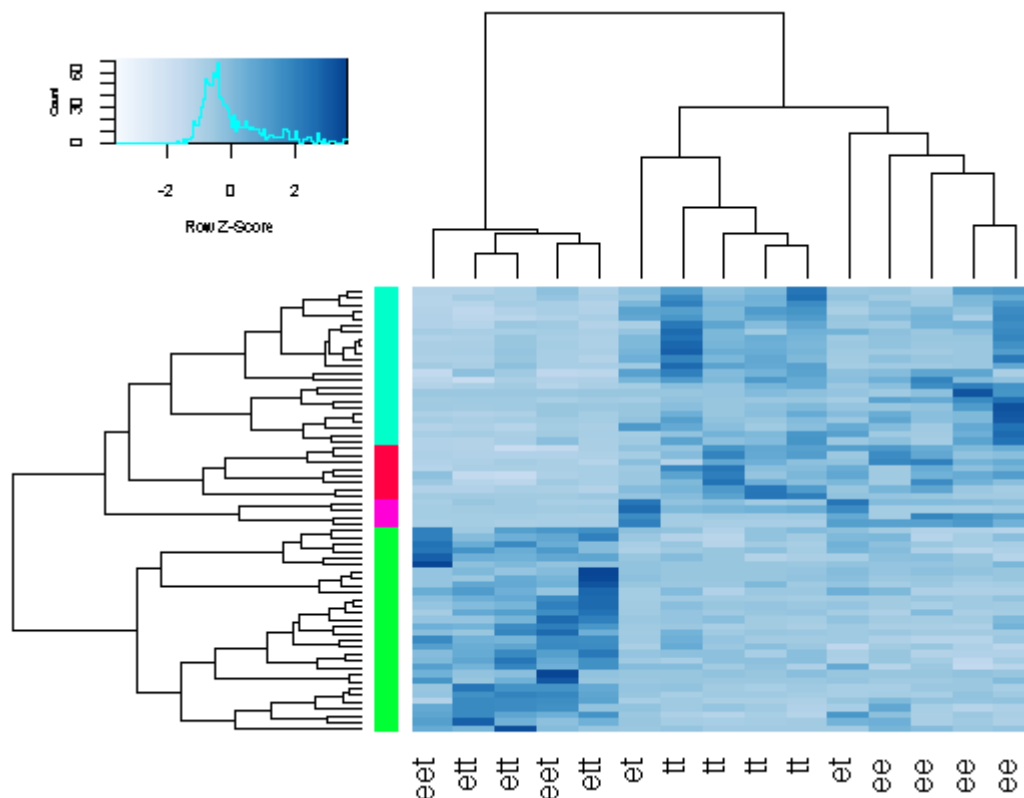 Count
0 30 60
-2 0 2
Row Z-Score
eet ett ett eet ett et tt tt tt tt et ee ee ee ee